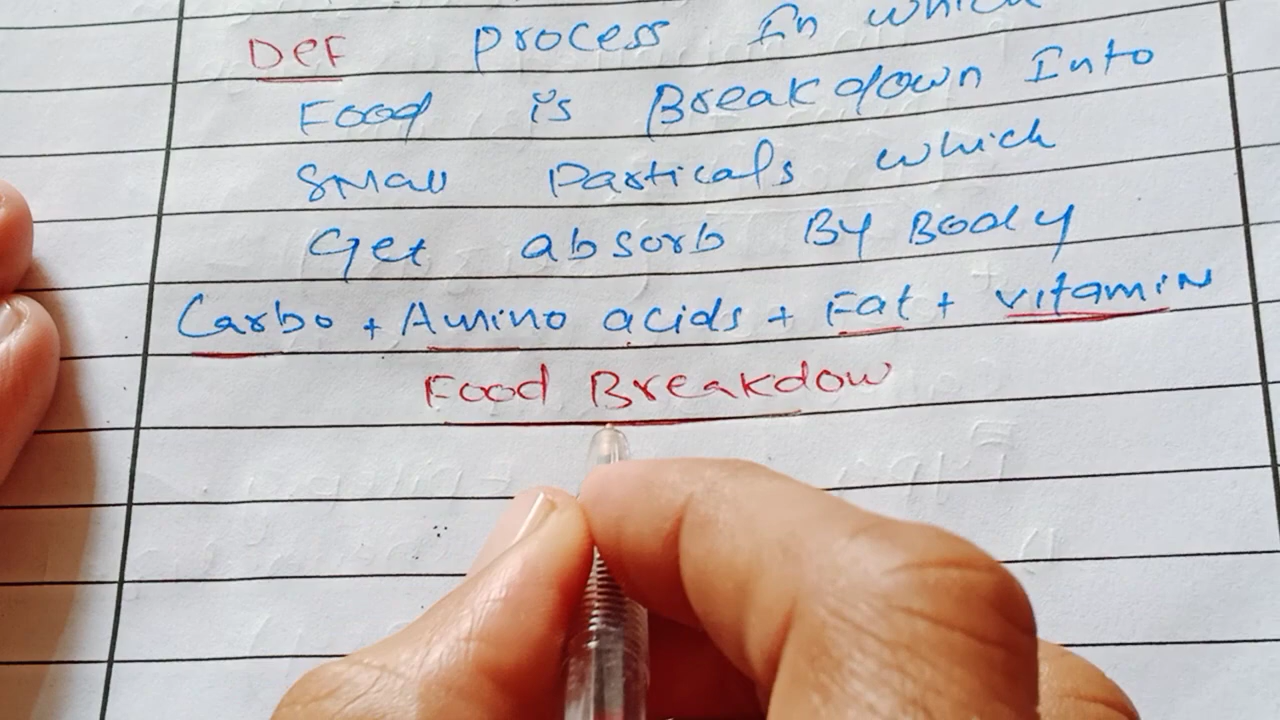 DeF process In which
Food is Breakdown Into
Small Particals which
Get absorb By Body
Carbo + Amino acids + Fat + vitamin
Food Breakdow